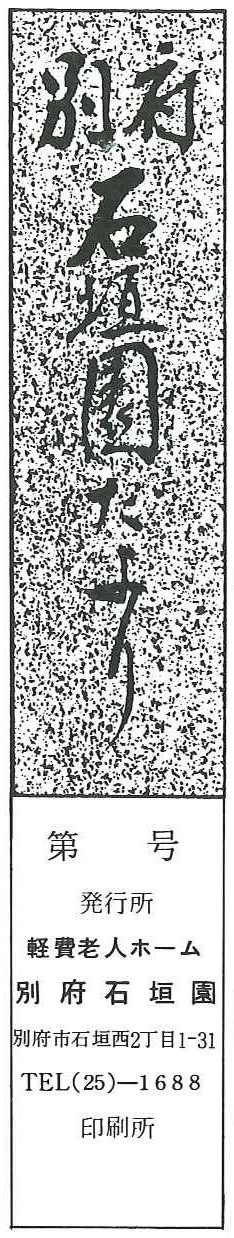 別府
石垣園だより
第　号
発行所
軽費老人ホーム
別府石垣園
別府市石垣西2丁目1-31
TEL(25)—1688
印刷所